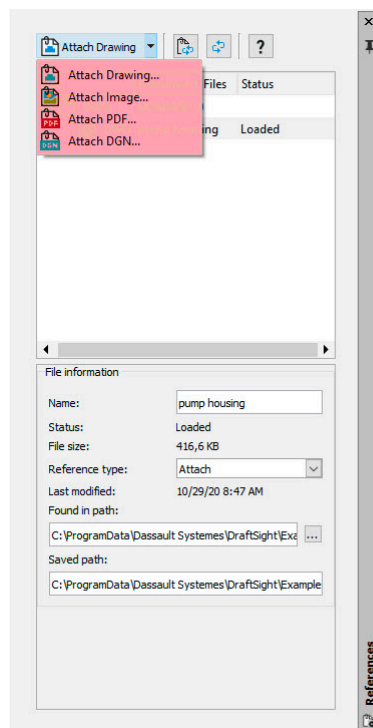 Attach Drawing
?
Attach Drawing...
Files Status
Attach Image...
Attach PDF...
ing Loaded
Attach DGN...
File information
Name: pump housing
Status: Loaded
File size: 416,6 KB
Reference type: Attach
Last modified: 10/29/20 8:47 AM
Found in path:
C:\ProgramData\Dassault Systemes\DraftSight\Exa ...
Saved path:
C:\ProgramData\Dassault Systemes\DraftSight\Example
References